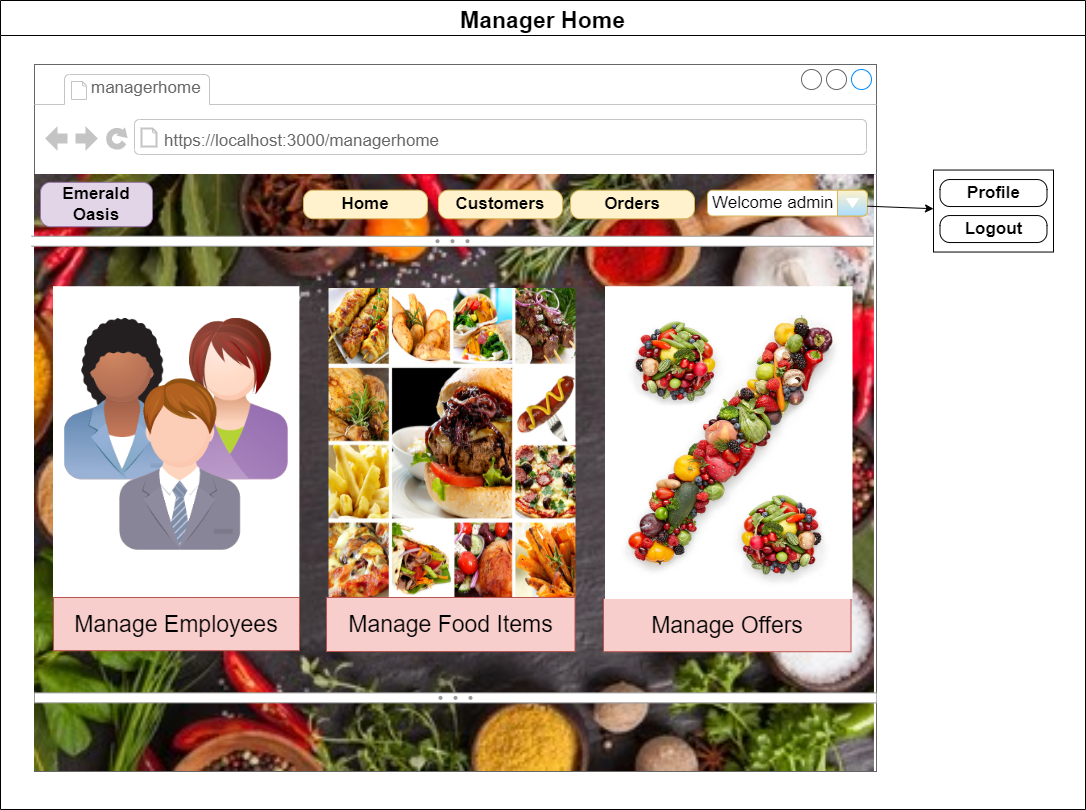 Manager Home
managerhome
https://localhost:3000/managerhome
Emerald
Oasis
Home
Customers
Orders
Welcome admin
Profile
Logout
Manage Employees
Manage Food Items
Manage Offers